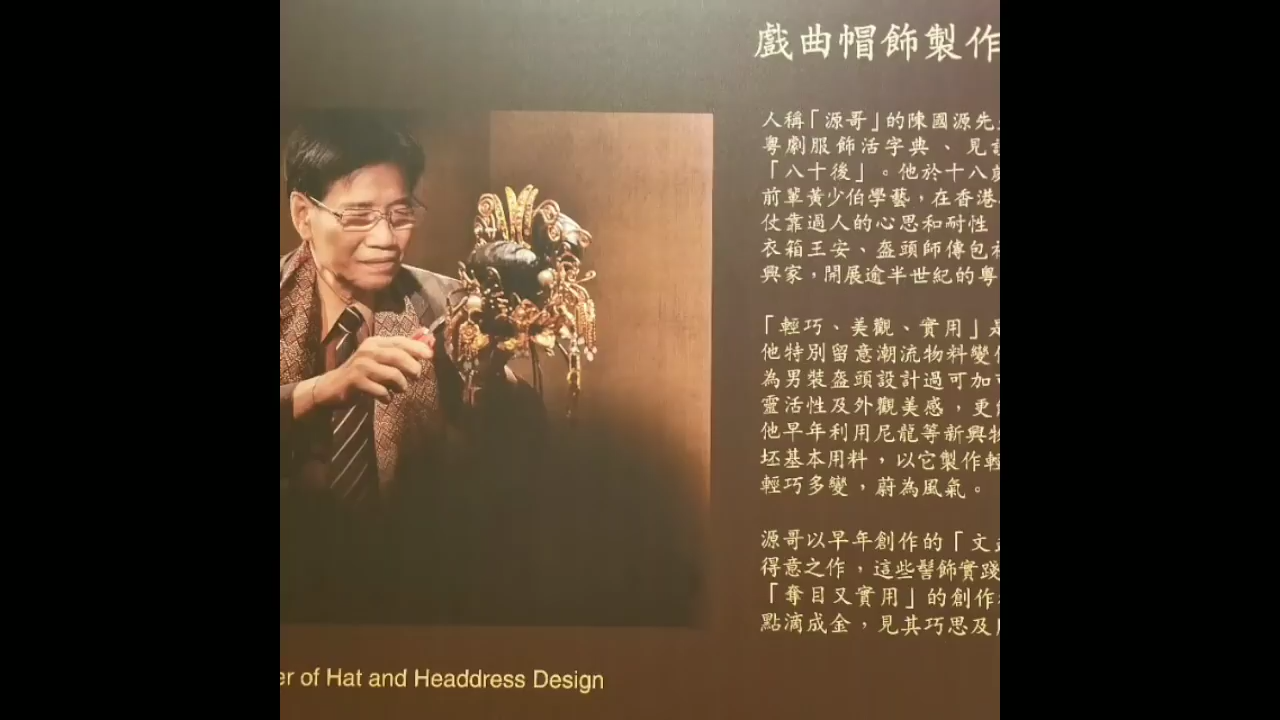 戲曲帽飾製作
人稱「源哥」的陳國源先
粵劇服飾活字典、見
「八十後」。他於十八
前輩黃少伯學藝，在香港
仗靠過人的心思和耐性
衣箱王安、盔頭師傅包
興家，開展逾半世紀的粵
「輕巧、美觀、實用」是
他特別留意潮流物料變
為男裝盔頭設計過可加
靈活性及外觀美感，更
他早年利用尼龍等新興
坯基本用料，以它製作輕
輕巧多變，蔚為風氣。
源哥以早年創作的「文
得意之作，這些髻飾實踐
「奪目又實用」的創作
點滴成金，見其巧思及
er of Hat and Headdress Design